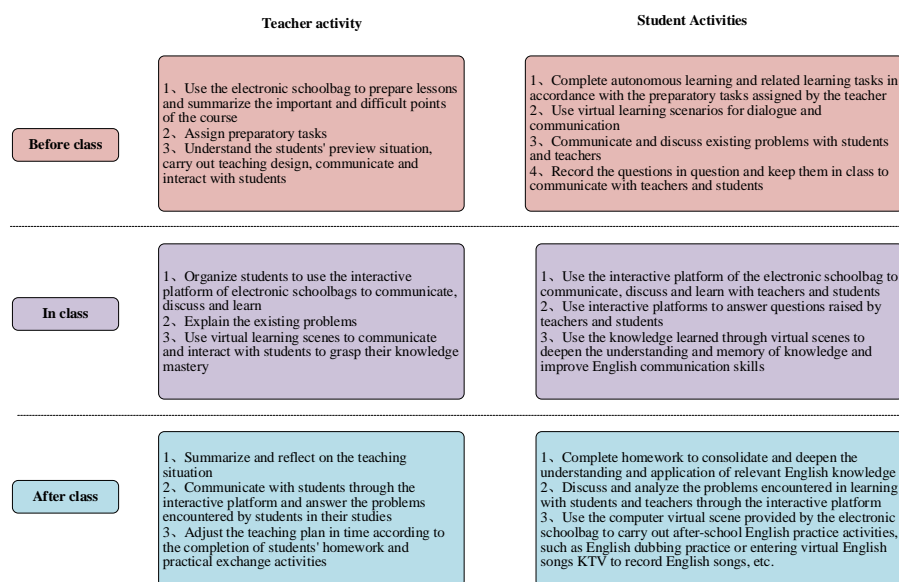 Teacher activity
Student Activities
Before class
1、Use the electronic schoolbag to prepare lessons
and summarize the important and difficult points
of the course
2、Assign preparatory tasks
3、Understand the students' preview situation,
carry out teaching design, communicate and
interact with students
1、Complete autonomous learning and related learning tasks in
accordance with the preparatory tasks assigned by the teacher
2、Use virtual learning scenarios for dialogue and
communication
3、Communicate and discuss existing problems with students
and teachers
4、Record the questions in question and keep them in class to
communicate with teachers and students
In class
1、Organize students to use the interactive
platform of electronic schoolbags to communicate,
discuss and learn
2、Explain the existing problems
3、Use virtual learning scenes to communicate
and interact with students to grasp their knowledge
mastery
1、Use the interactive platform of the electronic schoolbag to
communicate, discuss and learn with teachers and students
2、Use interactive platforms to answer questions raised by
teachers and students
3、Use the knowledge learned through virtual scenes to
deepen the understanding and memory of knowledge and
improve English communication skills
After class
1、Summarize and reflect on the teaching
situation
2、Communicate with students through the
interactive platform and answer the problems
encountered by students in their studies
3、Adjust the teaching plan in time according to
the completion of students' homework and
practical exchange activities
1、Complete homework to consolidate and deepen the
understanding and application of relevant English knowledge
2、Discuss and analyze the problems encountered in learning
with students and teachers through the interactive platform
3、Use the computer virtual scene provided by the electronic
schoolbag to carry out after-school English practice activities,
such as English dubbing practice or entering virtual English
songs KTV to record English songs, etc.